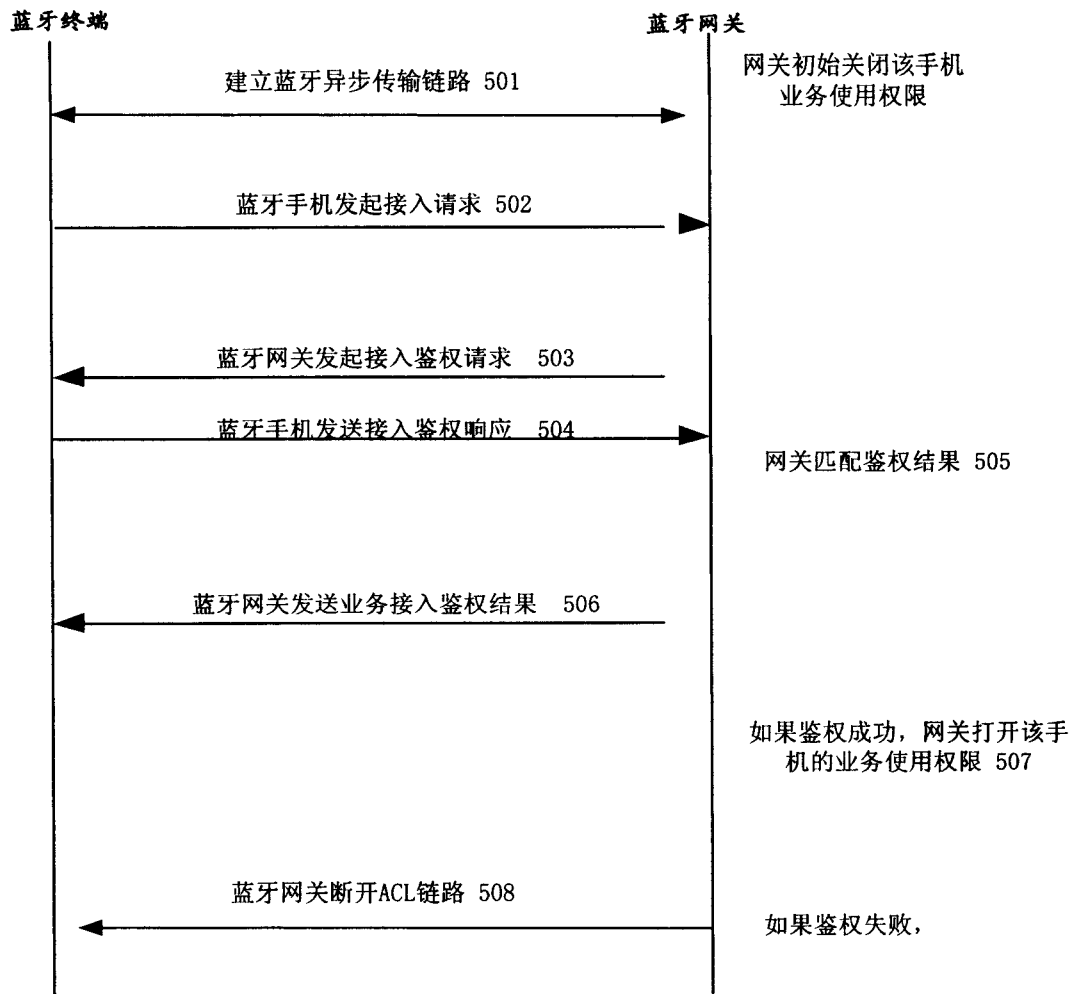 蓝牙终端
蓝牙网关
网关初始关闭该手机
业务使用权限
建立蓝牙异步传输链路 501
蓝牙手机发起接入请求 502
蓝牙网关发起接入鉴权请求 503
蓝牙手机发送接入鉴权响应 504
网关匹配鉴权结果 505
蓝牙网关发送业务接入鉴权结果 506
如果鉴权成功，网关打开该手
机的业务使用权限 507
蓝牙网关断开ACL链路 508
如果鉴权失败，